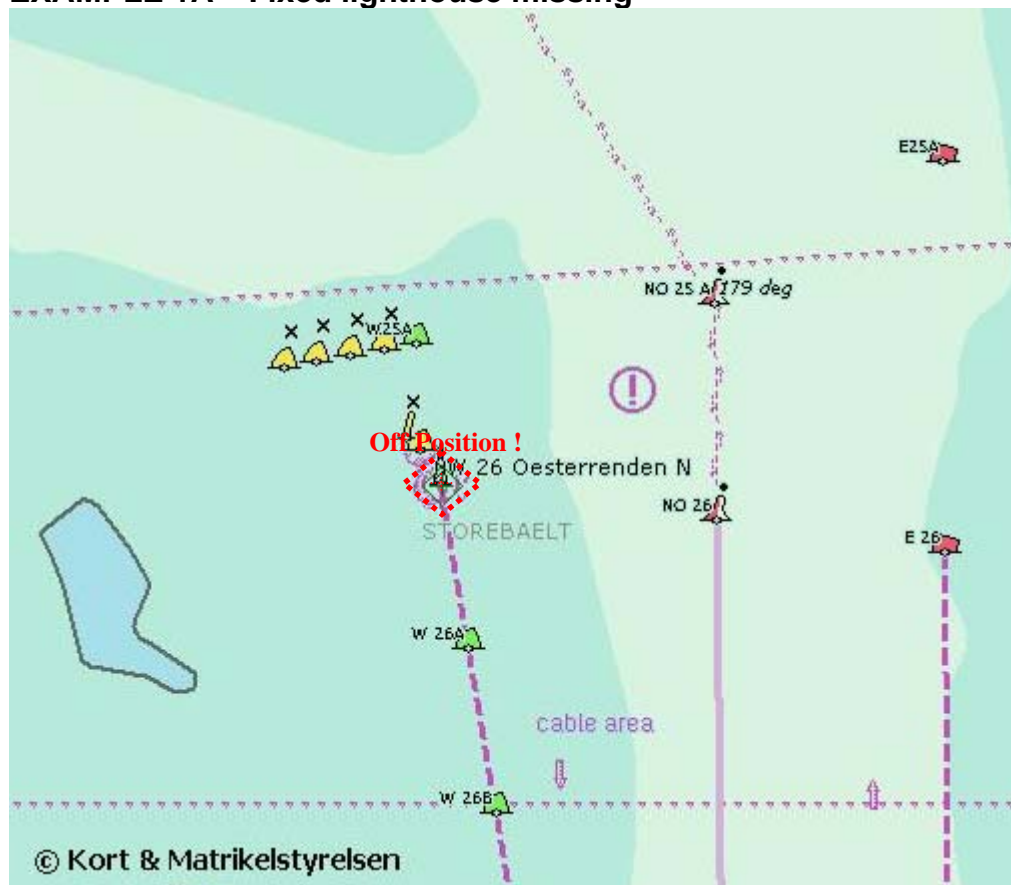 EXAMPLE 1A – Fixed lighthouse missing
E25A
NO 25 A 179 deg
W25A
Off Position !
W 26 Oesterrenden N
NO 26
STOREBAELT
E 26
W 26A
cable area
W 26B
© Kort & Matrikelstyrelsen